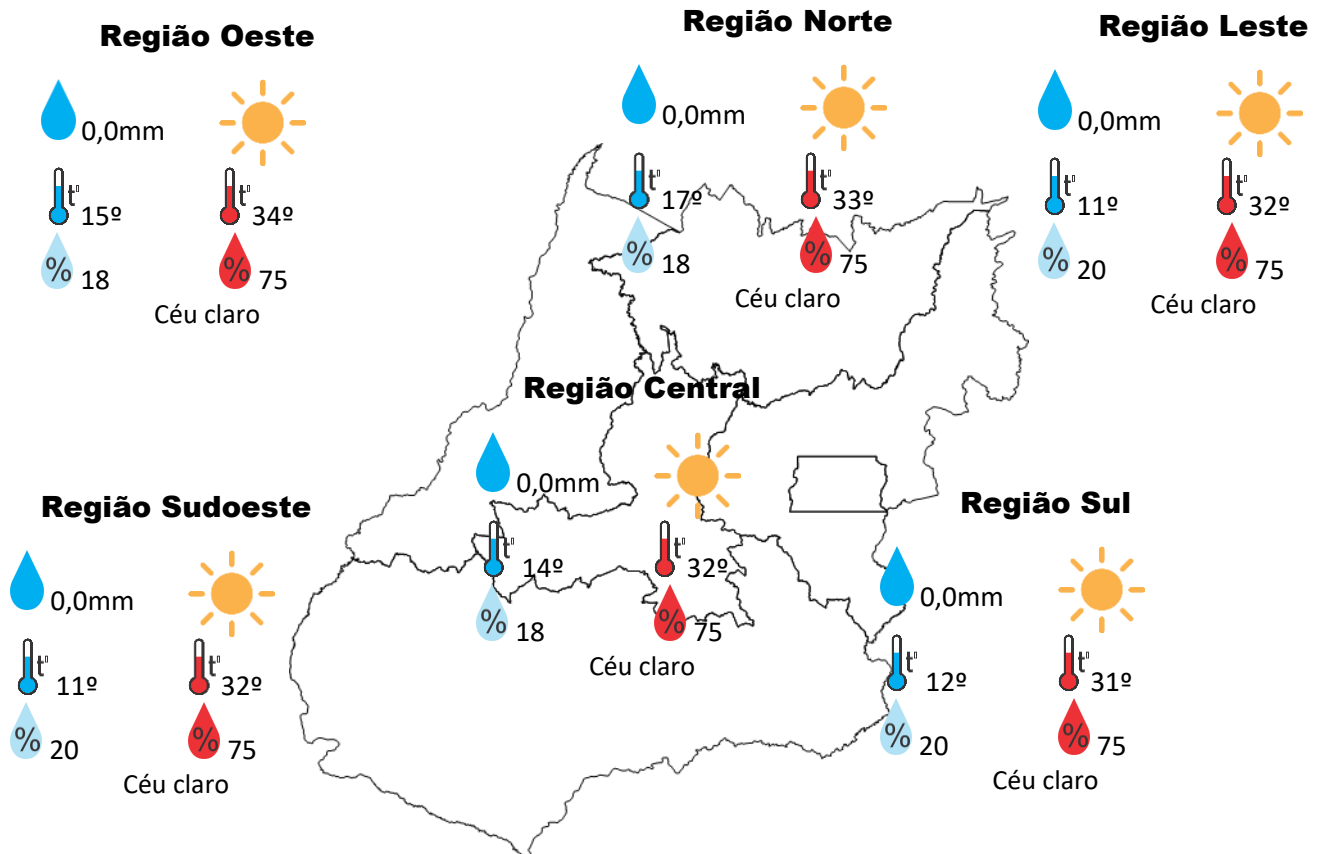 Região Oeste
0,0mm
t° 15º
t° 34º
% 18
% 75
Céu claro
Região Norte
0,0mm
t° 17º
t° 33º
% 18
% 75
Céu claro
Região Leste
0,0mm
t° 11º
t° 32º
% 20
% 75
Céu claro
Região Central
0,0mm
t° 14º
t° 32º
% 18
% 75
Céu claro
Região Sudoeste
0,0mm
t° 11º
t° 32º
% 20
% 75
Céu claro
Região Sul
0,0mm
t° 12º
t° 31º
% 20
% 75
Céu claro